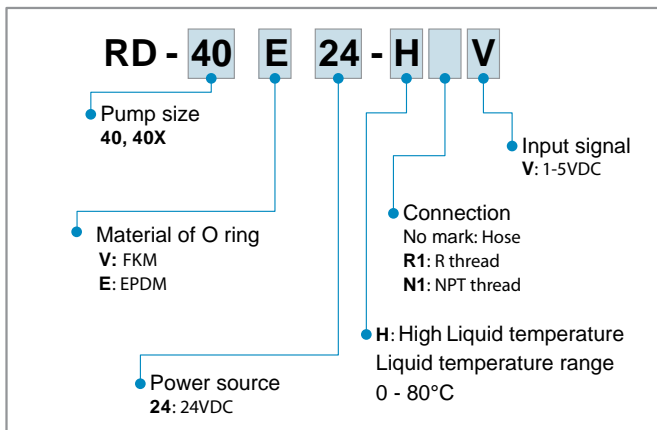 RD - 40 E 24 - H V
Pump size
40, 40X
Input signal
V: 1-5VDC
Connection
No mark: Hose
R1: R thread
N1: NPT thread
Material of O ring
V: FKM
E: EPDM
H: High Liquid temperature
Liquid temperature range
0 - 80°C
Power source
24: 24VDC